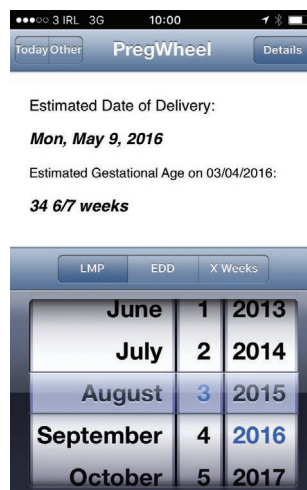 3 IRL 3G 10:00
Today Other PregWheel Details
Estimated Date of Delivery:
Mon, May 9, 2016
Estimated Gestational Age on 03/04/2016:
34 6/7 weeks
LMP EDD X Weeks
June 1 2013
July 2 2014
August 3 2015
September 4 2016
October 5 2017